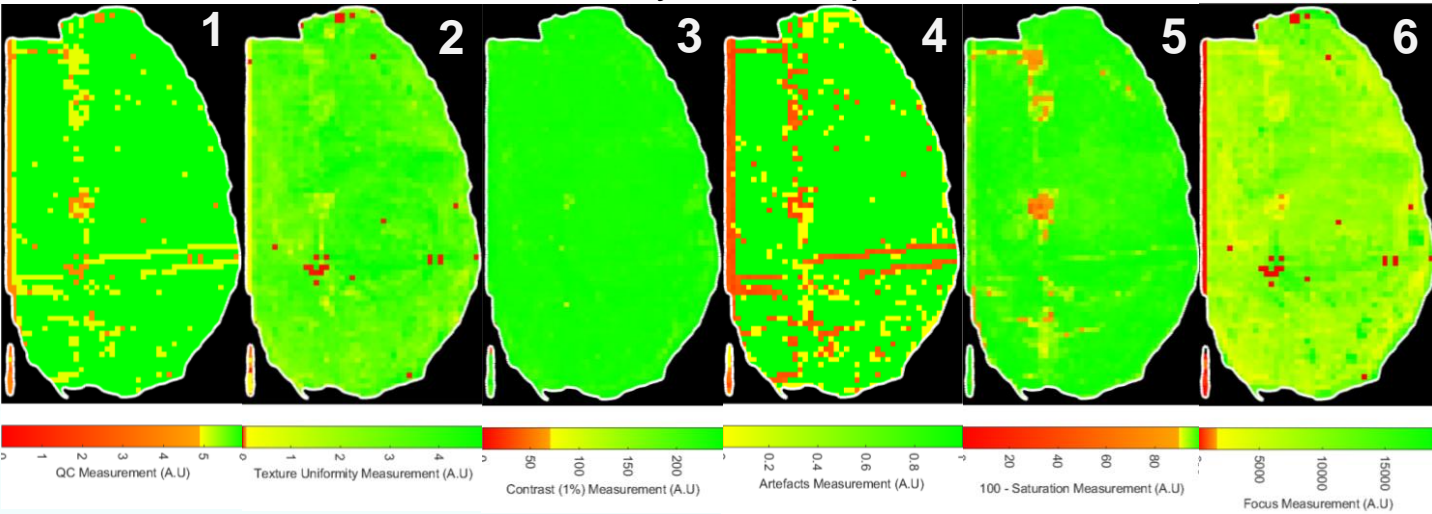 1 2 3 4 5 6
0 1 2 3 4 5
QC Measurement (A.U)
1 2 3 4
Texture Uniformity Measurement (A.U)
0 50 100 150 200
Contrast (1%) Measurement (A.U)
0.2 0.4 0.6 0.8
Artefacts Measurement (A.U)
20 40 60 80
100 - Saturation Measurement (A.U)
5000 10000 15000
Focus Measurement (A.U)